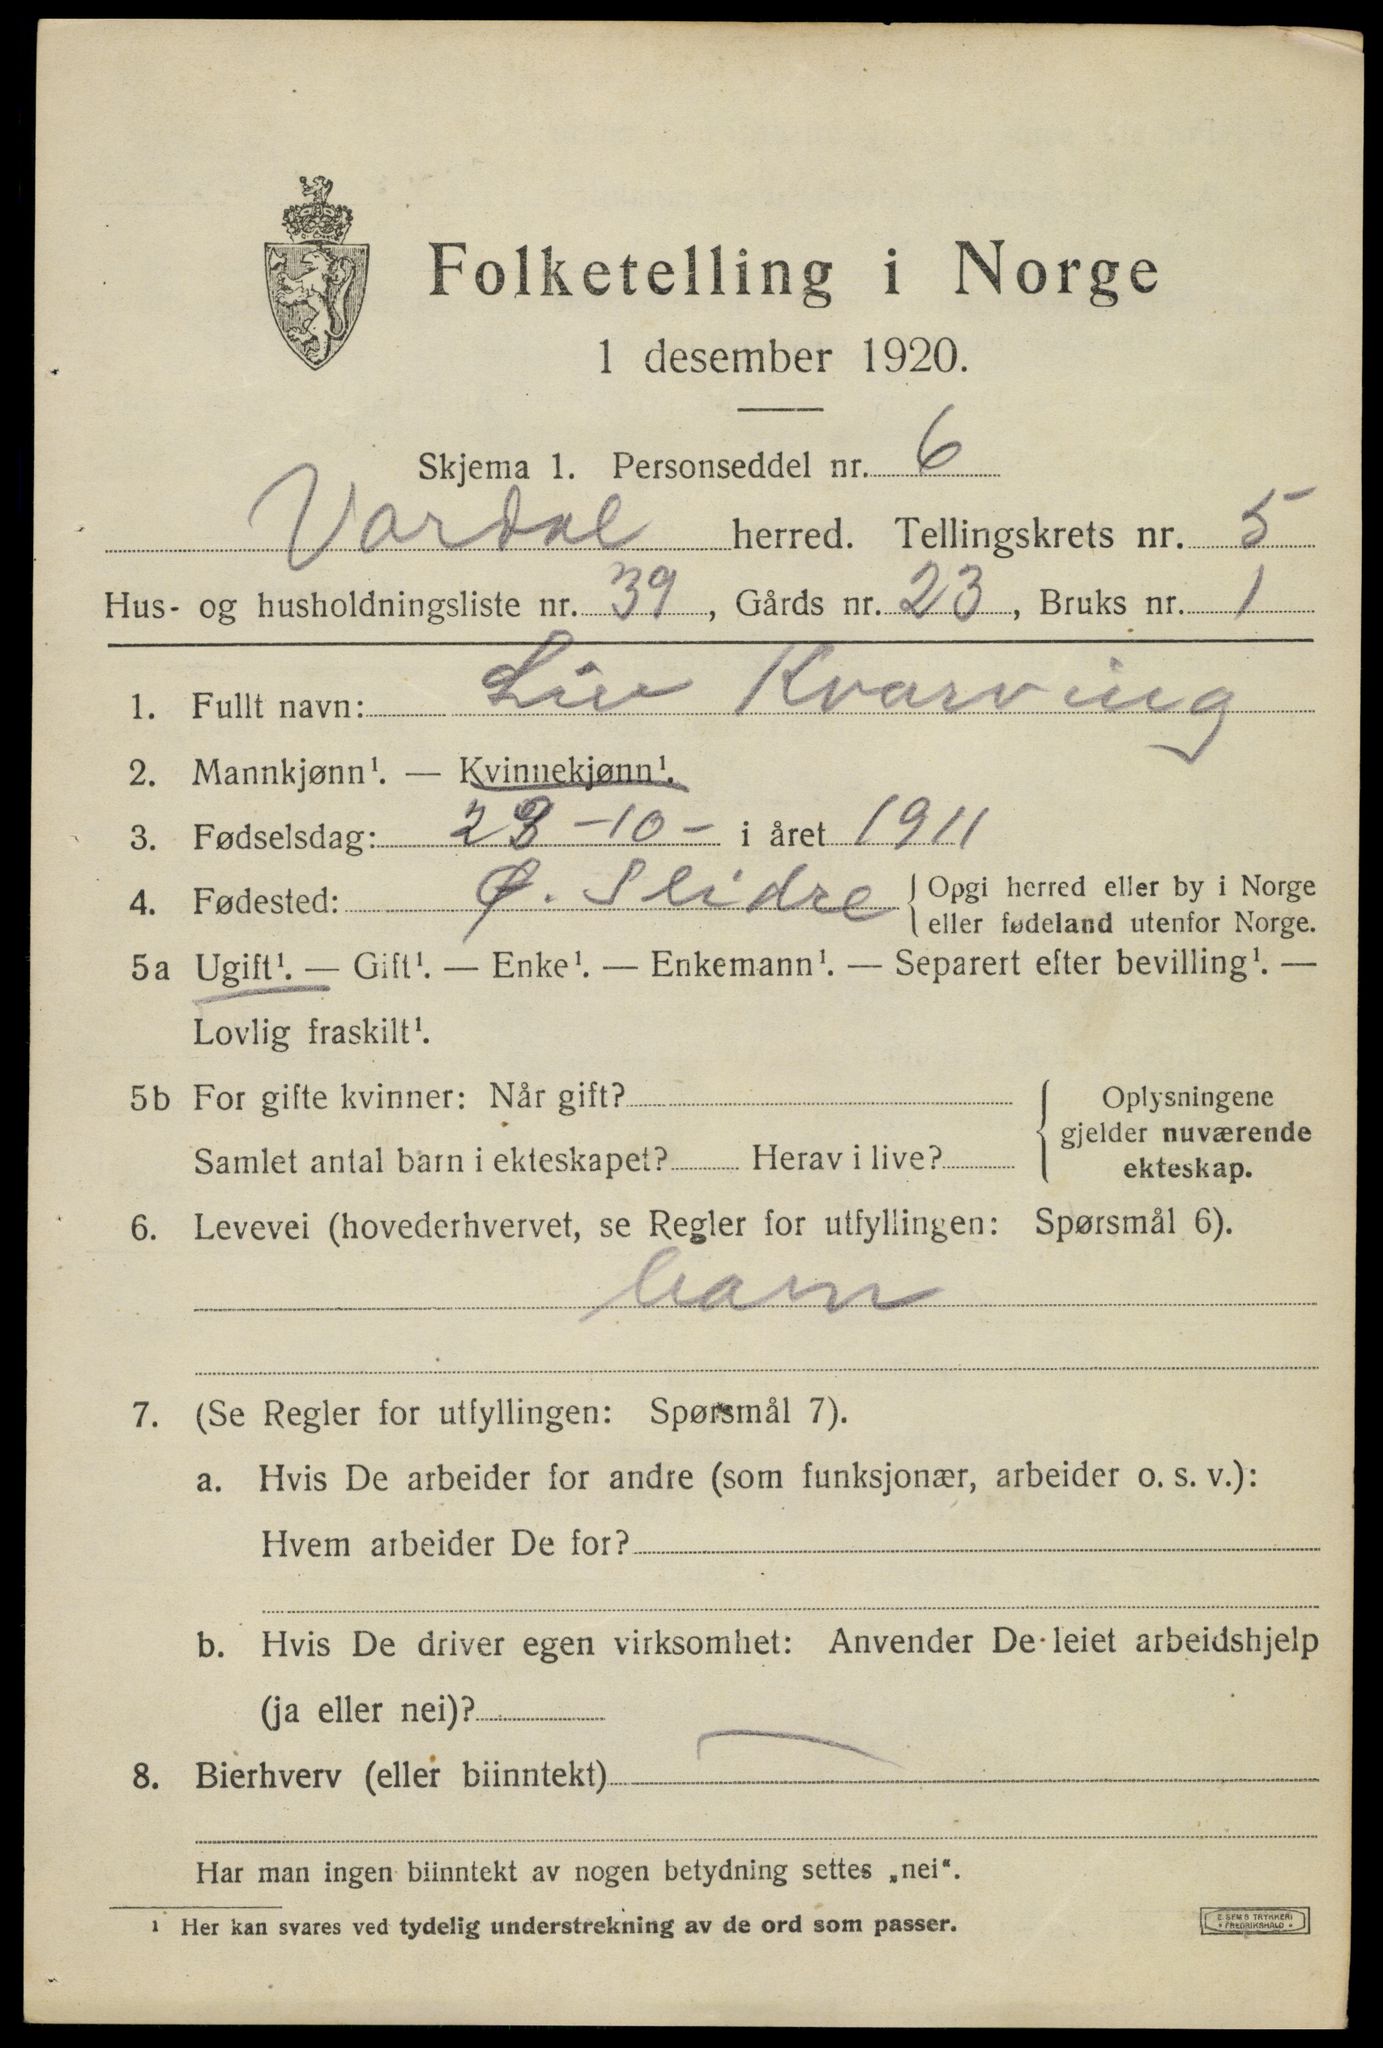 Folketelling i Norge
1 desember 1920.
Skjema 1. Personseddel nr. 6
Vardal herred. Tellingskrets nr. 5
Hus- og husholdningsliste nr. 39, Gårds nr. 23, Bruks nr. 1
1. Fullt navn: Liv Kvarving
2. Mannkjønn¹. — Kvinnekjønn¹.
3. Fødselsdag: 23 -10- i året 1911
4. Fødested: Ø. Slidre { Opgi herred eller by i Norge
eller fødeland utenfor Norge.
5a Ugift¹. — Gift¹. — Enke¹. — Enkemann¹. — Separert efter bevilling¹. —
Lovlig fraskilt¹.
5b For gifte kvinner: Når gift? { Oplysningene
gjelder nuværende
Samlet antal barn i ekteskapet? Herav i live? ekteskap.
6. Levevei (hovederhvervet, se Regler for utfyllingen: Spørsmål 6).
barn
7. (Se Regler for utfyllingen: Spørsmål 7).
a. Hvis De arbeider for andre (som funksjonær, arbeider o. s. v.):
Hvem arbeider De for?
b. Hvis De driver egen virksomhet: Anvender De leiet arbeidshjelp
(ja eller nei)?
8. Bierhverv (eller biinntekt) —
Har man ingen biinntekt av nogen betydning settes „nei“.
¹ Her kan svares ved tydelig understrekning av de ord som passer.
E. SEMS TRYKKERI
• FREDRIKSHALD •